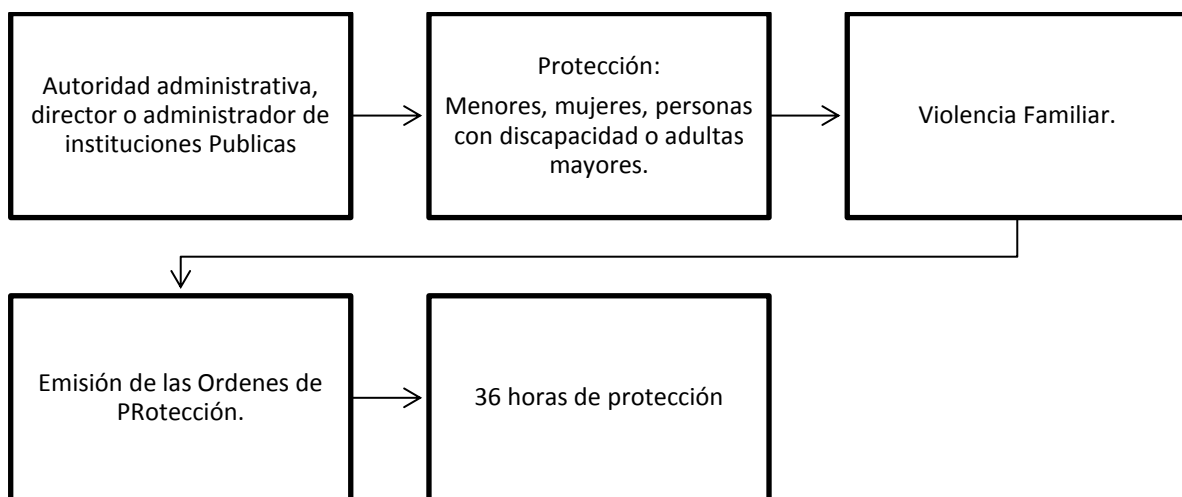 Autoridad administrativa,
director o administrador de
instituciones Publicas
Protección:
Menores, mujeres, personas
con discapacidad o adultas
mayores.
Violencia Familiar.
Emisión de las Ordenes de
PRotección.
36 horas de protección